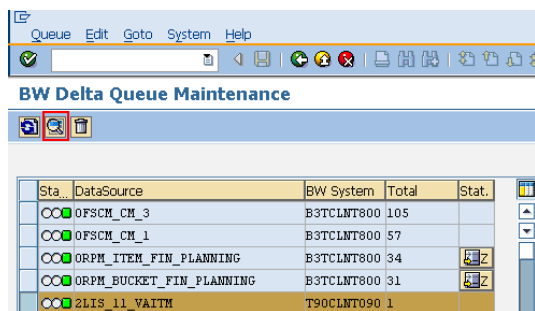 Queue Edit Goto System Help
BW Delta Queue Maintenance
Sta... DataSource BW System Total Stat.
0FSCM_CM_3 B3TCLNT800 105
0FSCM_CM_1 B3TCLNT800 57
0RPM_ITEM_FIN_PLANNING B3TCLNT800 34 Z
0RPM_BUCKET_FIN_PLANNING B3TCLNT800 31 Z
2LIS_11_VAITM T90CLNT090 1